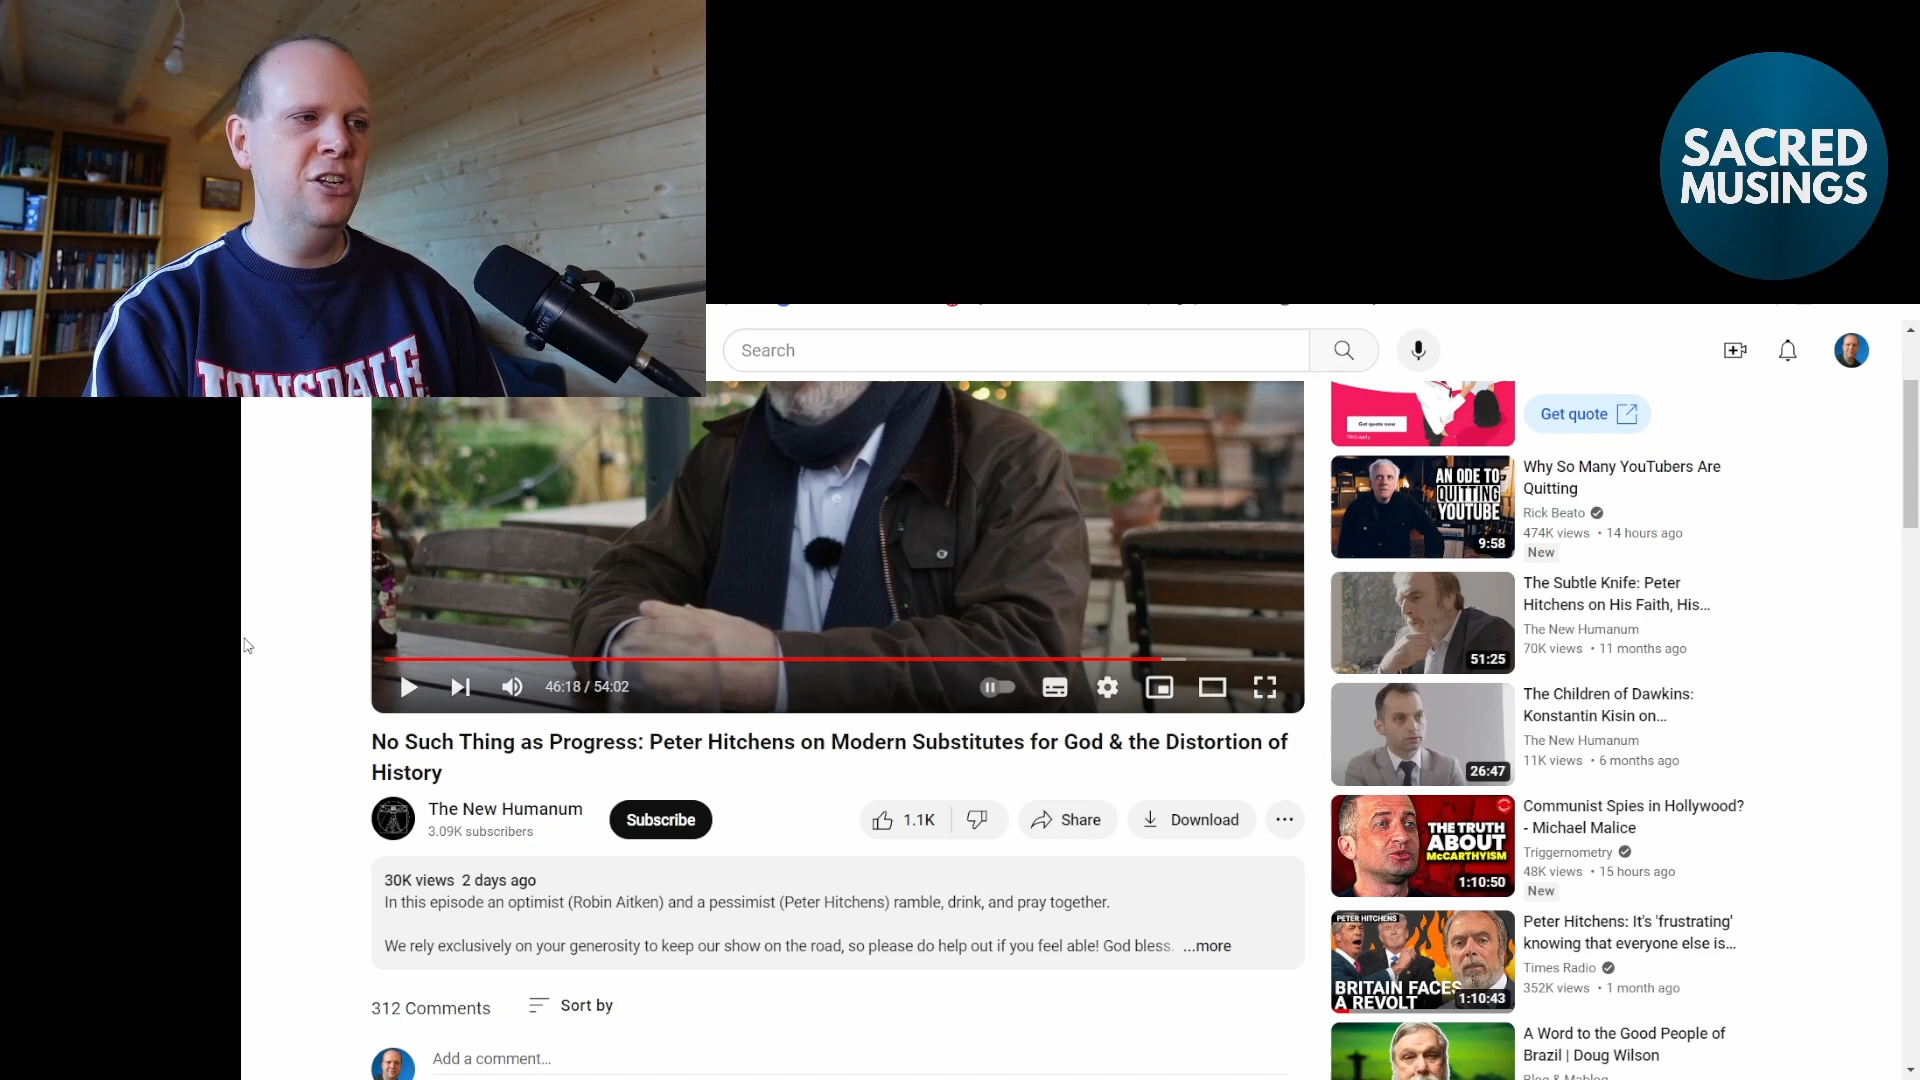 SACRED
MUSINGS
LONSDALE
Search
Get quote
Get quote now
46:18 / 54:02
No Such Thing as Progress: Peter Hitchens on Modern Substitutes for God & the Distortion of
History
The New Humanum
3.09K subscribers
Subscribe
1.1K
Share
Download
30K views 2 days ago
In this episode an optimist (Robin Aitken) and a pessimist (Peter Hitchens) ramble, drink, and pray together.
We rely exclusively on your generosity to keep our show on the road, so please do help out if you feel able! God bless. ...more
312 Comments
Sort by
Add a comment...
AN ODE TO
QUITTING
YOUTUBE
9:58
Why So Many YouTubers Are
Quitting
Rick Beato
474K views • 14 hours ago
New
51:25
The Subtle Knife: Peter
Hitchens on His Faith, His...
The New Humanum
70K views • 11 months ago
26:47
The Children of Dawkins:
Konstantin Kisin on...
The New Humanum
11K views • 6 months ago
THE TRUTH
ABOUT
McCARTHYISM
1:10:50
Communist Spies in Hollywood?
- Michael Malice
Triggernometry
48K views • 15 hours ago
New
PETER HITCHENS
BRITAIN FACES
A REVOLT
1:10:43
Peter Hitchens: It's 'frustrating'
knowing that everyone else is...
Times Radio
352K views • 1 month ago
A Word to the Good People of
Brazil | Doug Wilson
Blog & Mablog